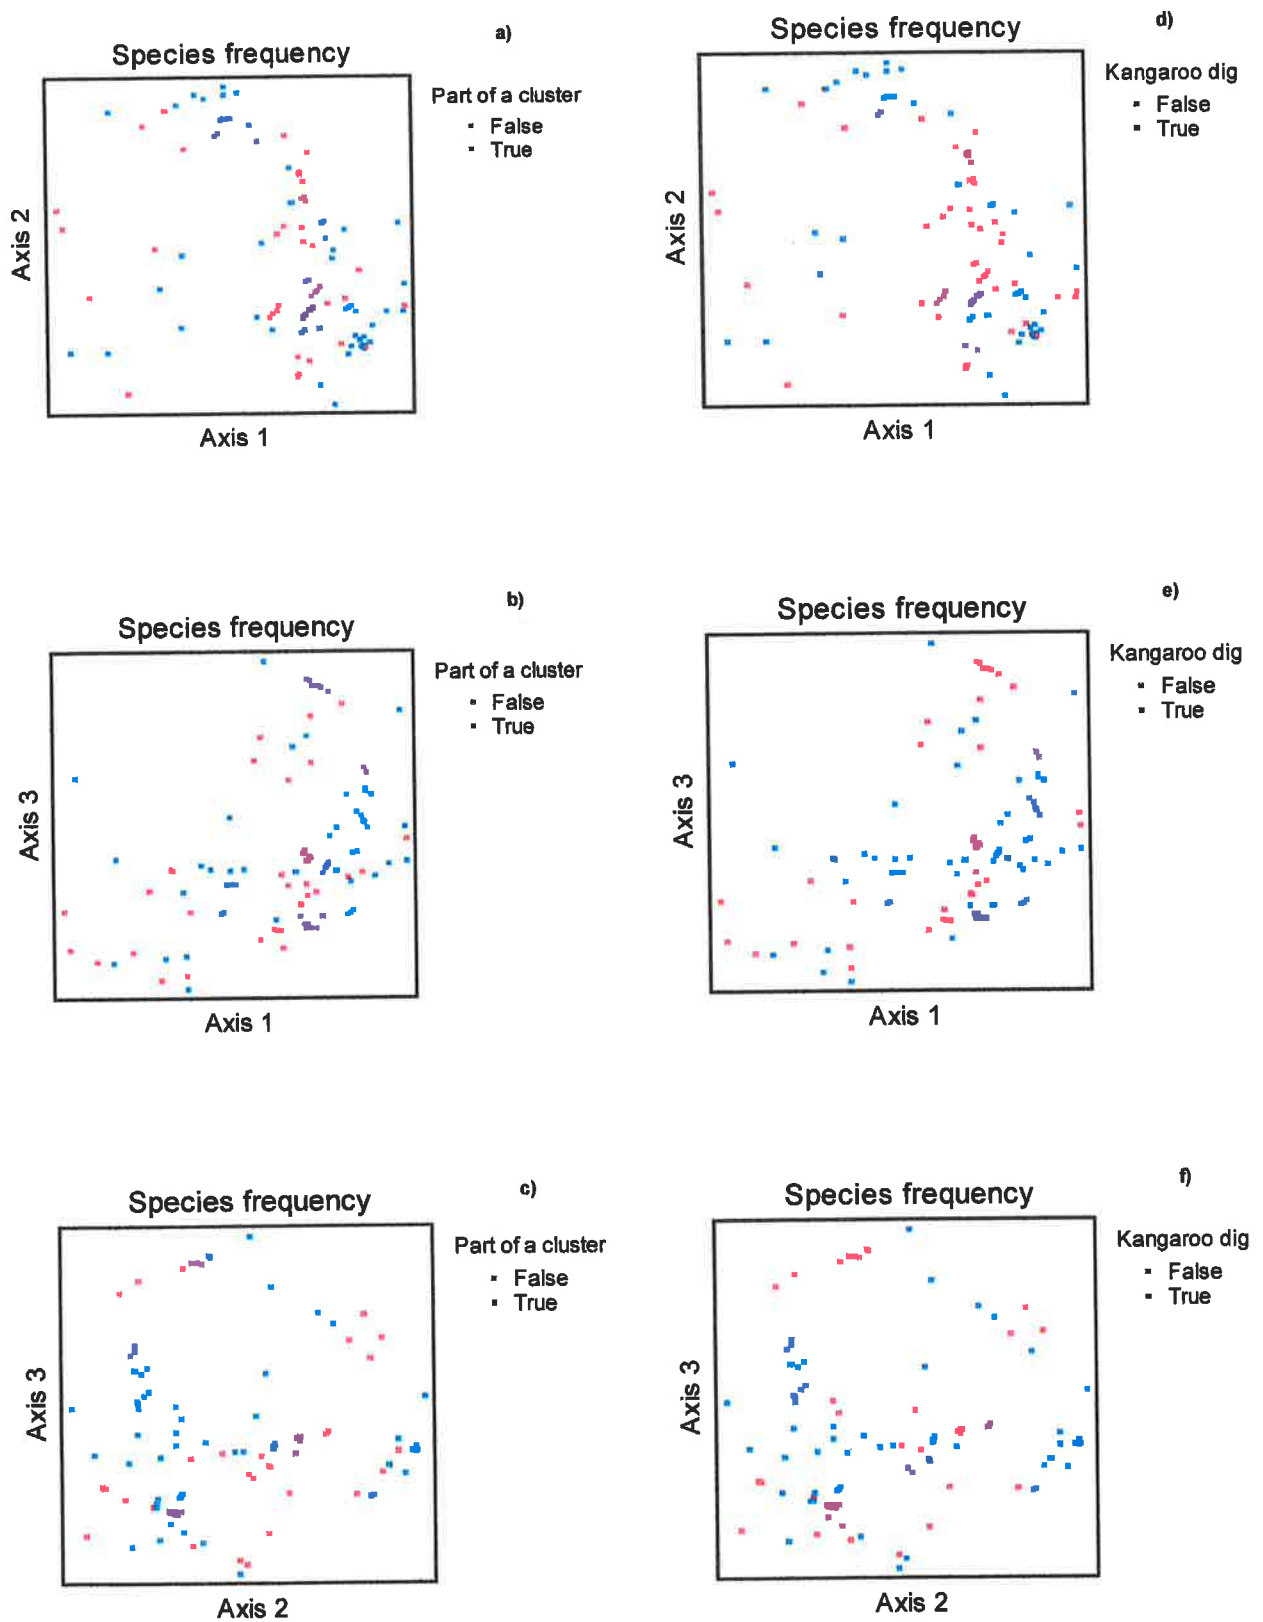 a)
Species frequency
Part of a cluster
False
True
Axis 2
Axis 1
d)
Species frequency
Kangaroo dig
False
True
Axis 2
Axis 1
b)
Species frequency
Part of a cluster
False
True
Axis 3
Axis 1
e)
Species frequency
Kangaroo dig
False
True
Axis 3
Axis 1
c)
Species frequency
Part of a cluster
False
True
Axis 3
Axis 2
f)
Species frequency
Kangaroo dig
False
True
Axis 3
Axis 2